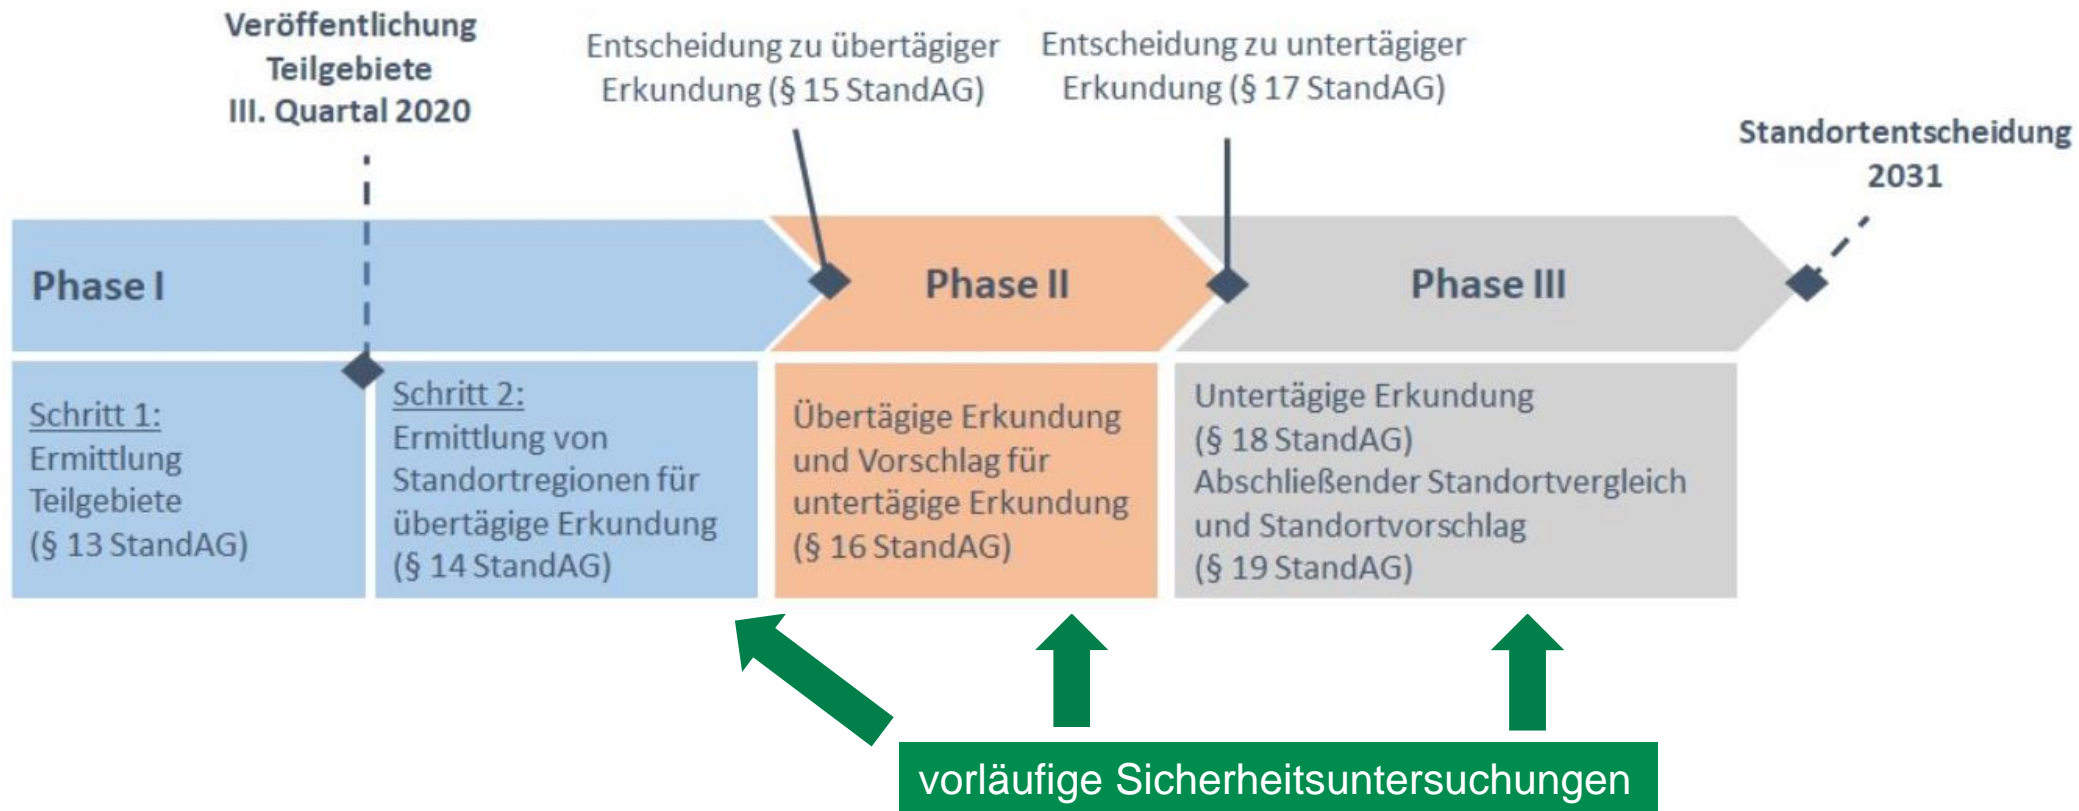 Veröffentlichung
Teilgebiete
III. Quartal 2020
Entscheidung zu übertägiger
Erkundung (§ 15 StandAG)
Entscheidung zu untertägiger
Erkundung (§ 17 StandAG)
Standortentscheidung
2031
Phase I
Phase II
Phase III
Schritt 1:
Ermittlung
Teilgebiete
(§ 13 StandAG)
Schritt 2:
Ermittlung von
Standortregionen für
übertägige Erkundung
(§ 14 StandAG)
Übertägige Erkundung
und Vorschlag für
untertägige Erkundung
(§ 16 StandAG)
Untertägige Erkundung
(§ 18 StandAG)
Abschließender Standortvergleich
und Standortvorschlag
(§ 19 StandAG)
vorläufige Sicherheitsuntersuchungen